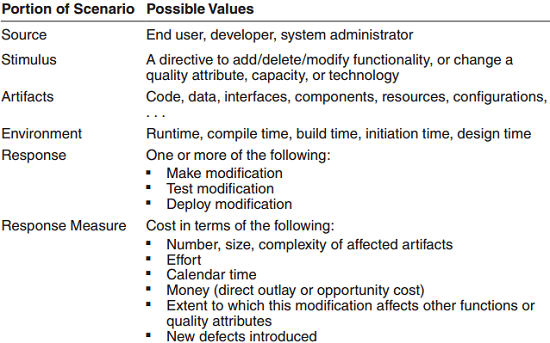 Portion of Scenario Possible Values
Source End user, developer, system administrator
Stimulus A directive to add/delete/modify functionality, or change a
quality attribute, capacity, or technology
Artifacts Code, data, interfaces, components, resources, configurations,
. . .
Environment Runtime, compile time, build time, initiation time, design time
Response One or more of the following:
▪ Make modification
▪ Test modification
▪ Deploy modification
Response Measure Cost in terms of the following:
▪ Number, size, complexity of affected artifacts
▪ Effort
▪ Calendar time
▪ Money (direct outlay or opportunity cost)
▪ Extent to which this modification affects other functions or
quality attributes
▪ New defects introduced